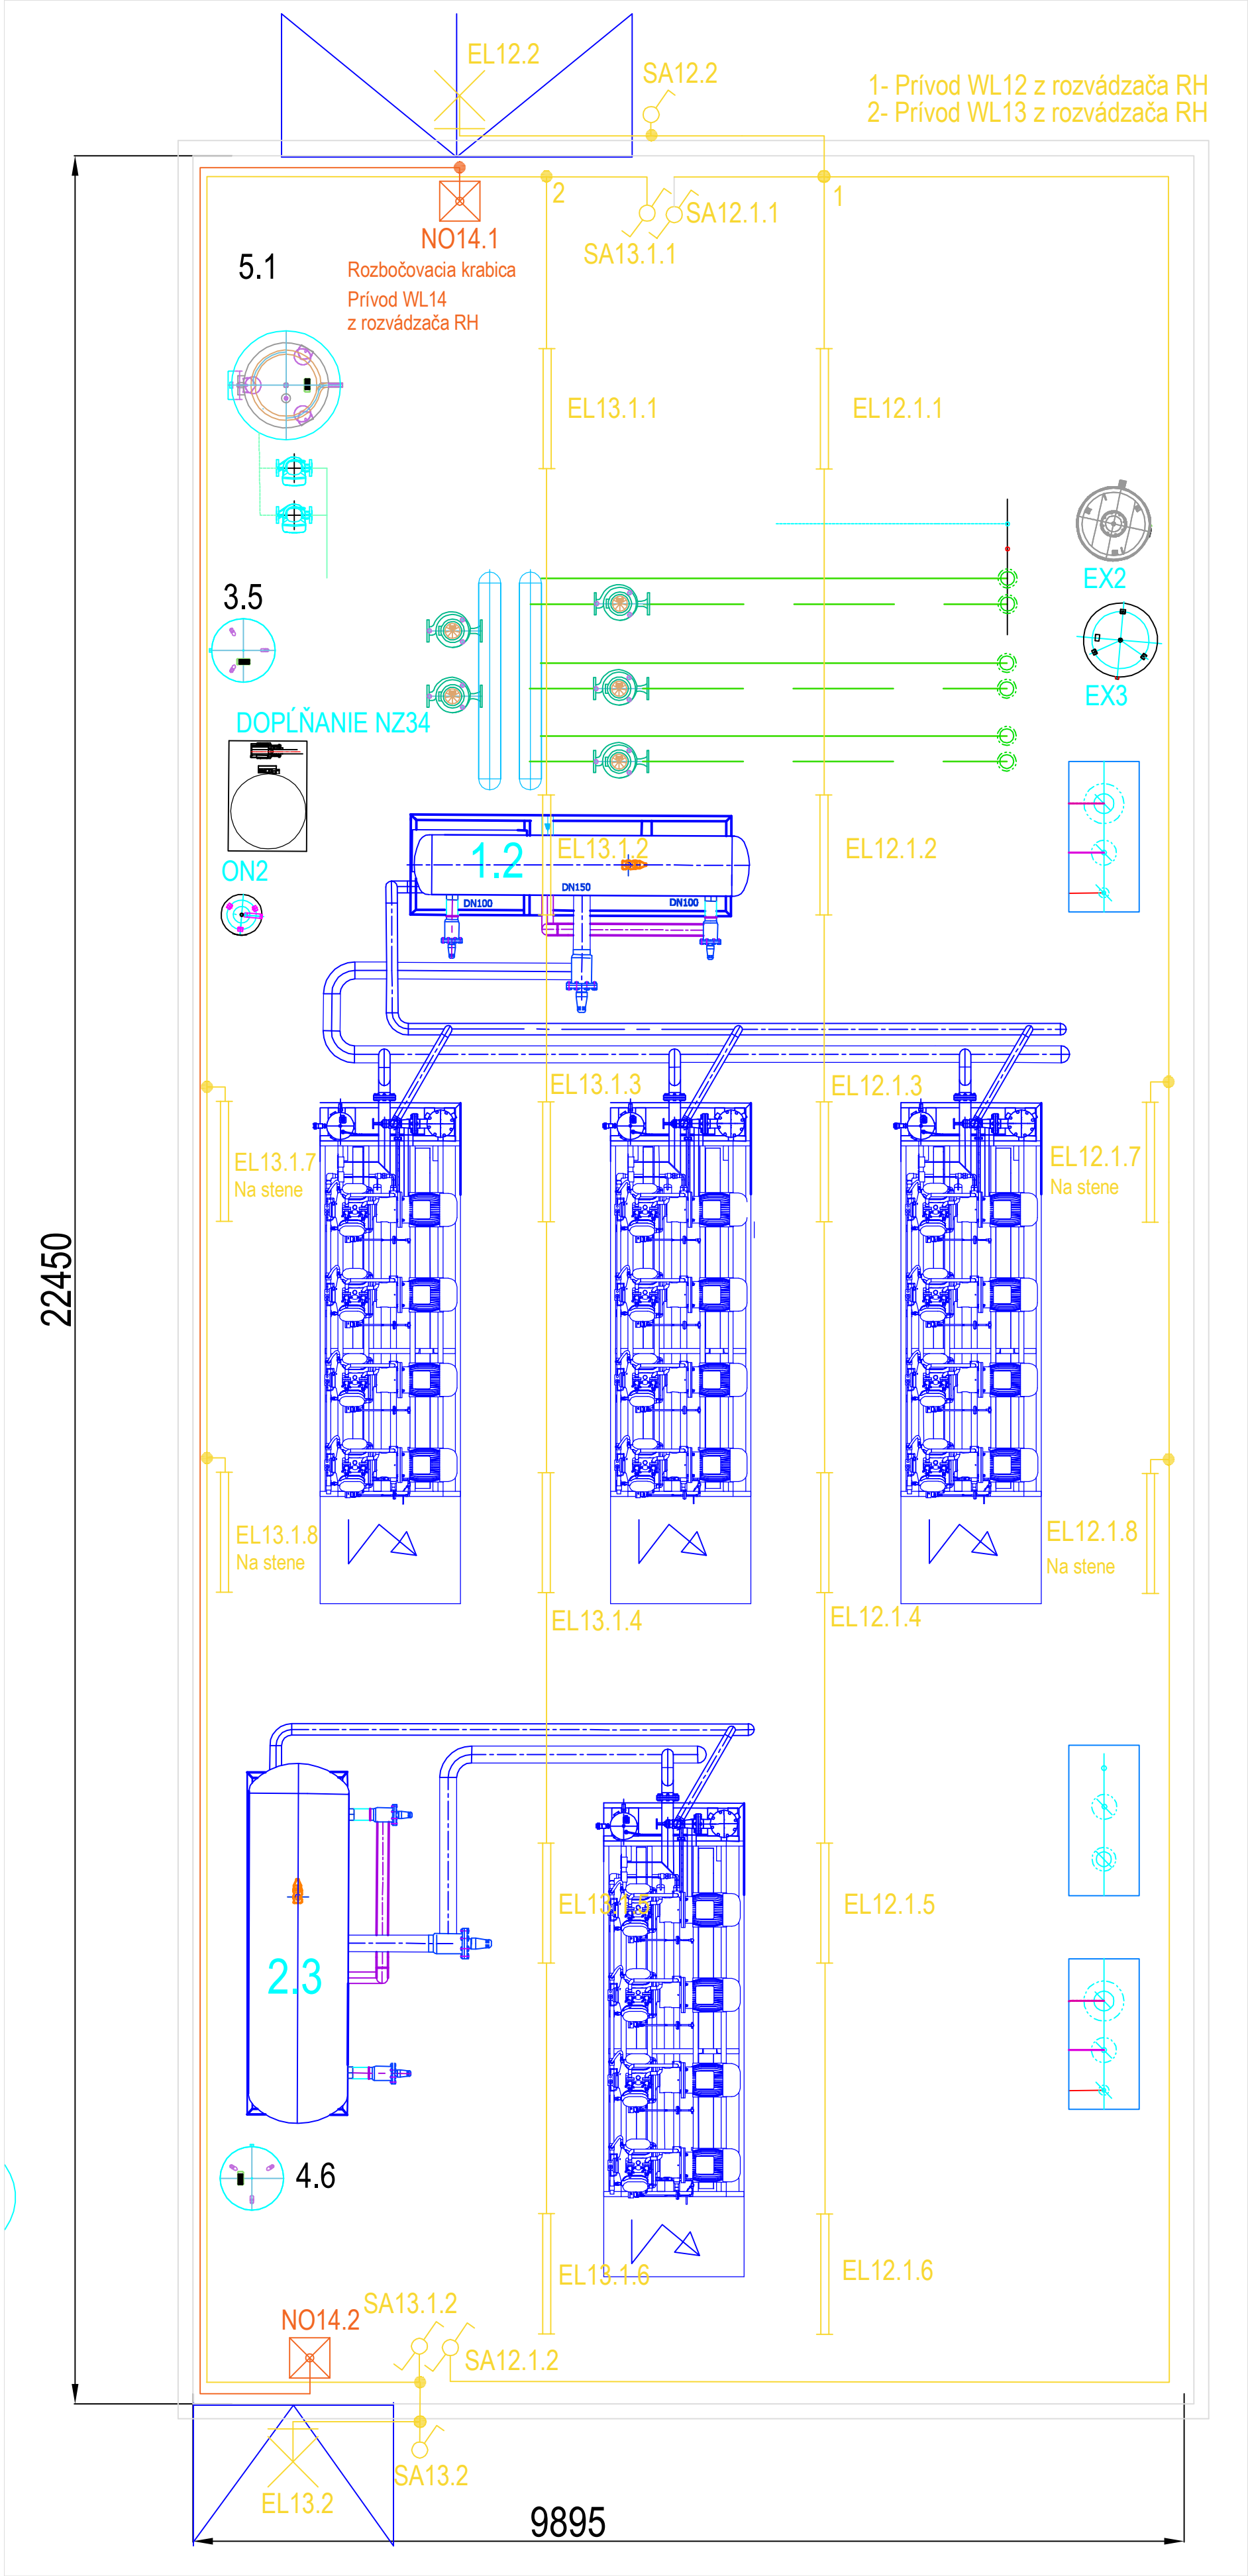 EL12.2
SA12.2
1- Prívod WL12 z rozvádzača RH
2- Prívod WL13 z rozvádzača RH
2
1
SA12.1.1
SA13.1.1
NO14.1
5.1
Rozbočovacia krabica
Prívod WL14
z rozvádzača RH
EL13.1.1
EL12.1.1
EX2
3.5
EX3
DOPĹŇANIE NZ34
1.2
EL13.1.2
EL12.1.2
ON2
DN150
DN100
DN100
EL13.1.3
EL12.1.3
EL13.1.7
Na stene
EL12.1.7
Na stene
22450
EL13.1.8
Na stene
EL12.1.8
Na stene
EL13.1.4
EL12.1.4
EL13.1.5
EL12.1.5
2.3
4.6
EL13.1.6
EL12.1.6
SA13.1.2
NO14.2
SA12.1.2
SA13.2
EL13.2
9895